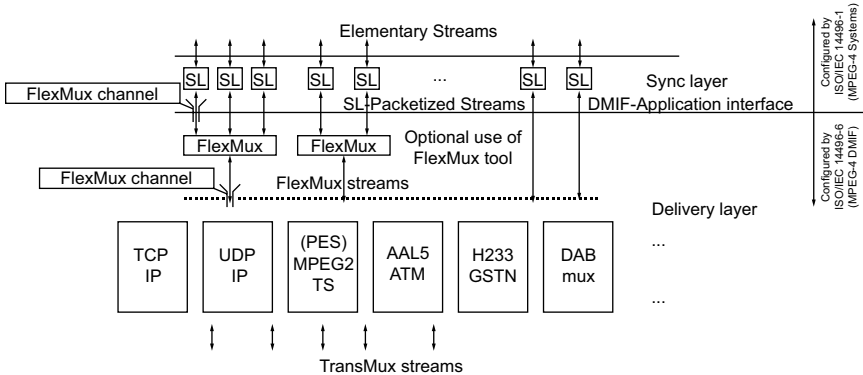 Elementary Streams
SL SL SL SL SL ... SL SL
Sync layer
FlexMux channel
SL-Packetized Streams
DMIF-Application interface
FlexMux
FlexMux
Optional use of
FlexMux tool
FlexMux channel
FlexMux streams
Delivery layer
TCP
IP
UDP
IP
(PES)
MPEG2
TS
AAL5
ATM
H233
GSTN
DAB
mux
...
...
TransMux streams
Configured by
ISO/IEC 14496-1
(MPEG-4 Systems)
Configured by
ISO/IEC 14496-6
(MPEG-4 DMIF)